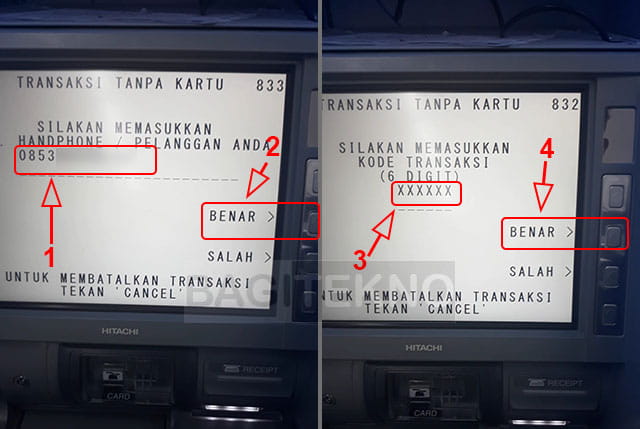 TRANSAKSI TANPA KARTU 833
SILAKAN MEMASUKKAN
HANDPHONE / PELANGGAN ANDA
0853
1
2
BENAR >
SALAH >
UNTUK MEMBATALKAN TRANSAKSI
TEKAN 'CANCEL'
HITACHI
CARD
RECEIPT
TRANSAKSI TANPA KARTU 832
SILAKAN MEMASUKKAN
KODE TRANSAKSI
(6 DIGIT)
XXXXXX
3
4
BENAR >
SALAH >
NTUK MEMBATALKAN TRANSAKSI
TEKAN 'CANCEL'
HITACHI
CARD
RECEIPT
BAGITEKNO